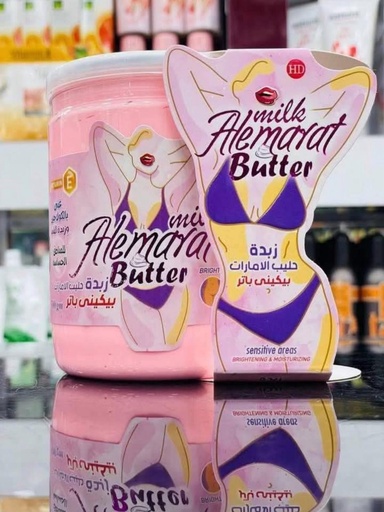 HD
milk
Alemarat
Butter
زبدة
حليب الامارات
بيكيني باتر
sensitive areas
BRIGHTENING & MOISTURIZING
E
milk
Alemarat
Butter
BRIGHT
زبدة
حليب الامارات
بيكيني باتر